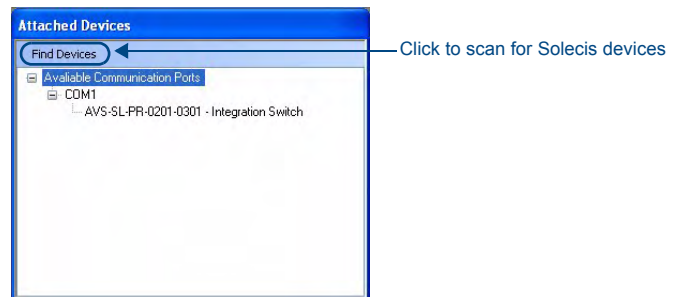 Attached Devices
Find Devices
Click to scan for Solecis devices
Avaliable Communication Ports
COM1
AVS-SL-PR-0201-0301 - Integration Switch